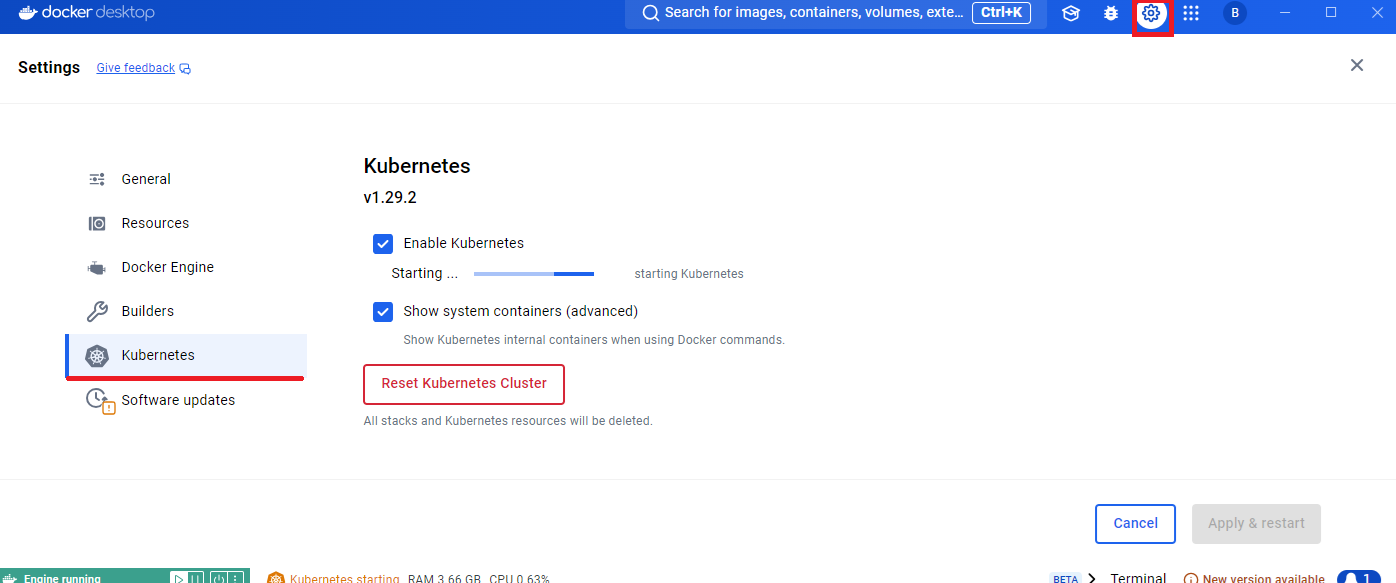 docker desktop
Search for images, containers, volumes, exte...
Ctrl+K
B
Settings
Give feedback
General
Resources
Docker Engine
Builders
Kubernetes
Software updates
Kubernetes
v1.29.2
Enable Kubernetes
Starting ...
starting Kubernetes
Show system containers (advanced)
Show Kubernetes internal containers when using Docker commands.
Reset Kubernetes Cluster
All stacks and Kubernetes resources will be deleted.
Cancel
Apply & restart
Engine running
Kubernetes starting
RAM 3.66 GB CPU 0.63%
BETA
Terminal
New version available
1